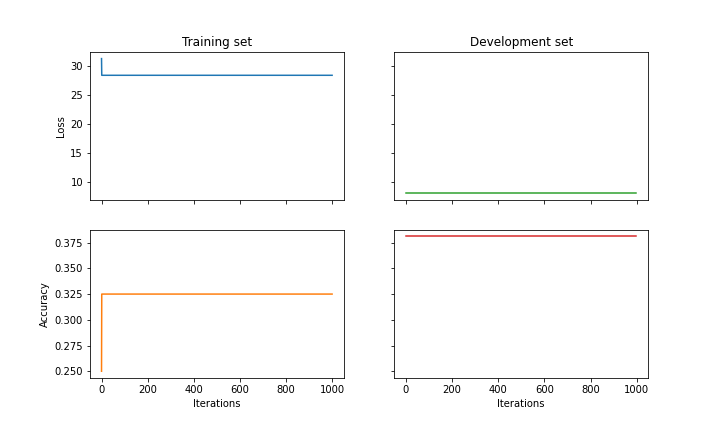 Training set
Development set
30
25
20
15
10
Loss
0.375
0.350
0.325
0.300
0.275
0.250
Accuracy
0 200 400 600 800 1000
0 200 400 600 800 1000
Iterations
Iterations